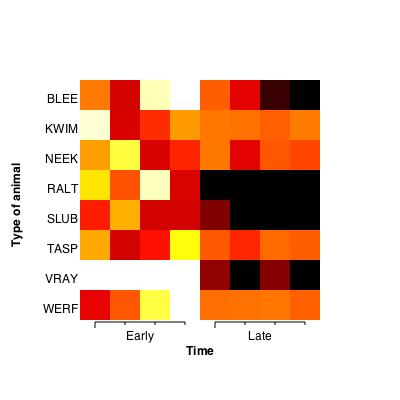 BLEE
KWIM
NEEK
RALT
SLUB
TASP
VRAY
WERF
Type of animal
Early Late
Time